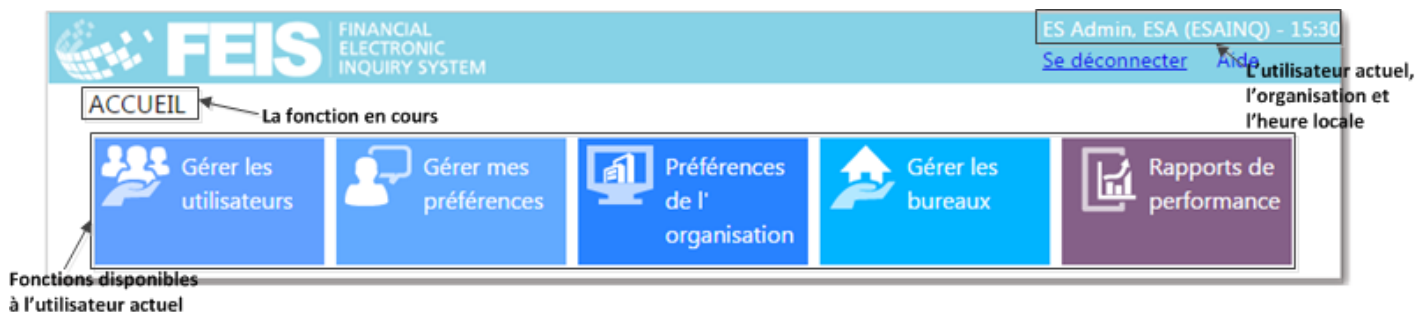 FEIS
FINANCIAL
ELECTRONIC
INQUIRY SYSTEM
ES Admin, ESA (ESAINQ) - 15:30
Se déconnecter Aide
L'utilisateur actuel,
l'organisation et
l'heure locale
ACCUEIL
La fonction en cours
Gérer les
utilisateurs
Gérer mes
préférences
Préférences
de l'
organisation
Gérer les
bureaux
Rapports de
performance
Fonctions disponibles
à l'utilisateur actuel